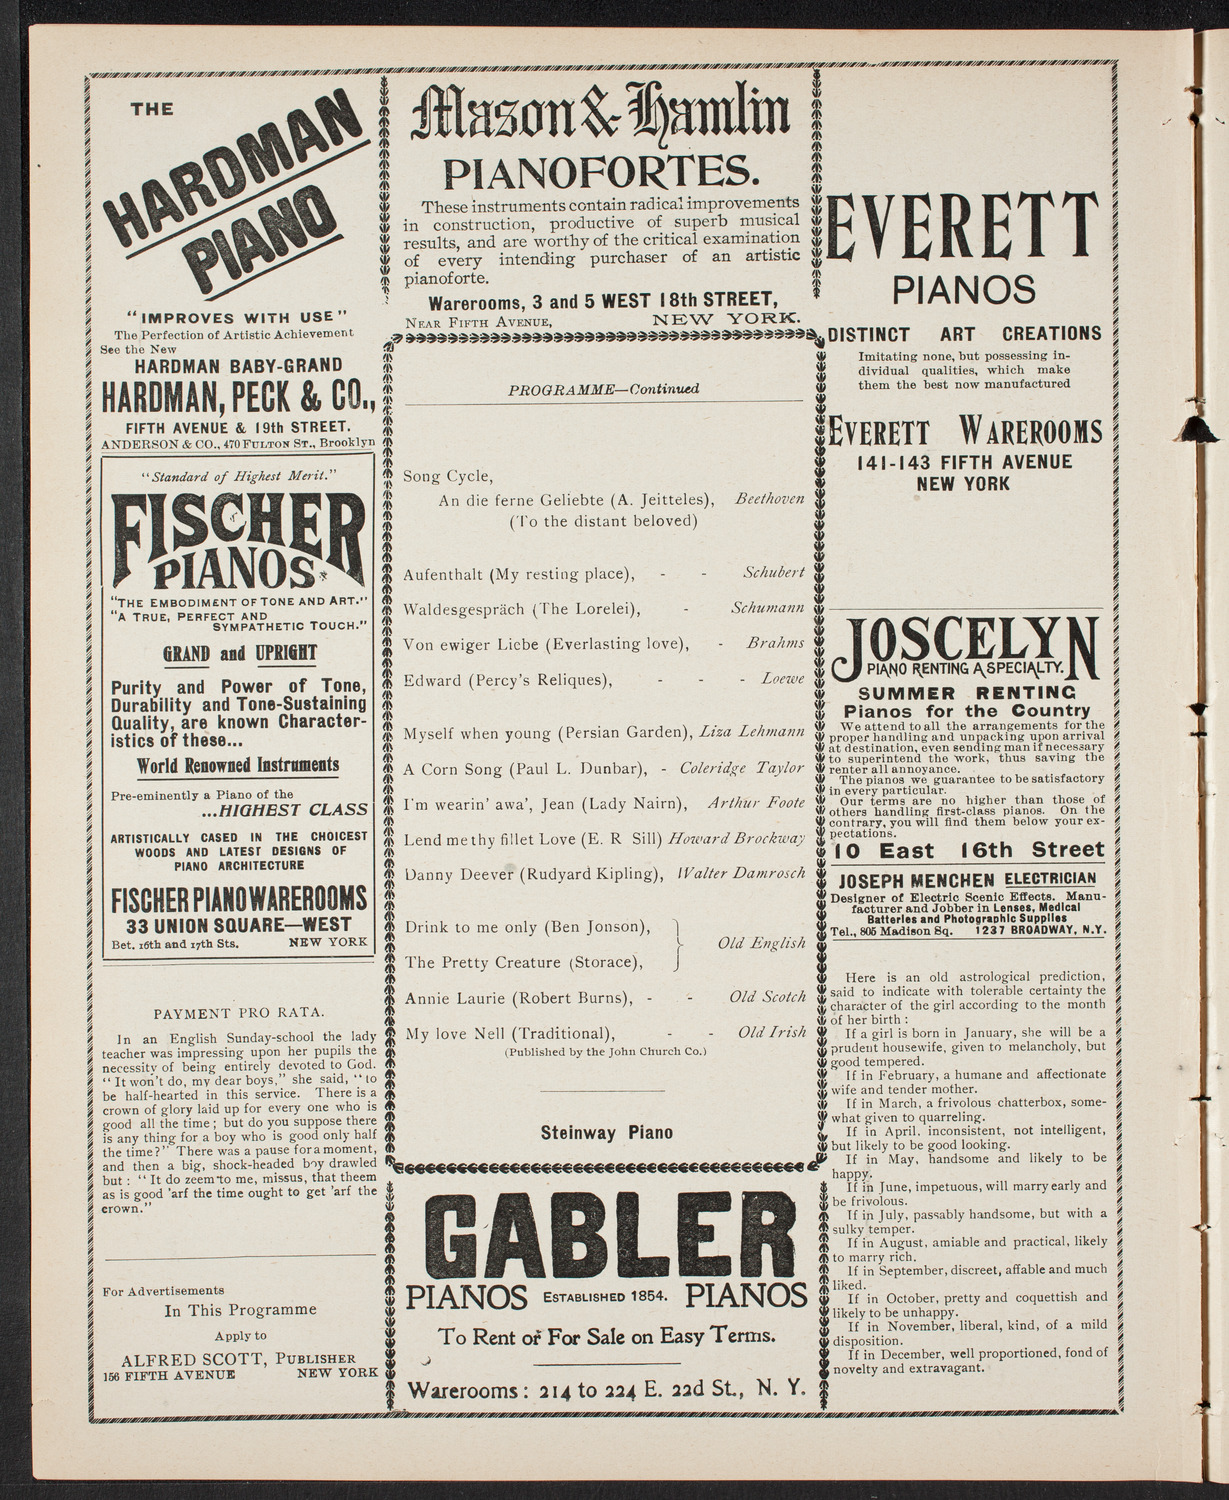 THE
HARDMAN
PIANO
"IMPROVES WITH USE"
The Perfection of Artistic Achievement
See the New
HARDMAN BABY-GRAND
HARDMAN, PECK & CO.,
FIFTH AVENUE & 19th STREET.
ANDERSON & CO., 470 FULTON ST., Brooklyn
"Standard of Highest Merit."
FISCHER
PIANOS
"THE EMBODIMENT OF TONE AND ART."
"A TRUE, PERFECT AND
SYMPATHETIC TOUCH."
GRAND and UPRIGHT
Purity and Power of Tone,
Durability and Tone-Sustaining
Quality, are known Character-
istics of these...
World Renowned Instruments
Pre-eminently a Piano of the
...HIGHEST CLASS
ARTISTICALLY CASED IN THE CHOICEST
WOODS AND LATEST DESIGNS OF
PIANO ARCHITECTURE
FISCHER PIANO WAREROOMS
33 UNION SQUARE—WEST
Bet. 16th and 17th Sts. NEW YORK
PAYMENT PRO RATA.
In an English Sunday-school the lady
teacher was impressing upon her pupils the
necessity of being entirely devoted to God.
"It won't do, my dear boys," she said, "to
be half-hearted in this service. There is a
crown of glory laid up for every one who is
good all the time; but do you suppose there
is any thing for a boy who is good only half
the time?" There was a pause for a moment,
and then a big, shock-headed boy drawled
but: "It do zeem to me, missus, that theem
as is good 'arf the time ought to get 'arf the
crown."
For Advertisements
In This Programme
Apply to
ALFRED SCOTT, PUBLISHER
156 FIFTH AVENUE NEW YORK
Mason & Hamlin
PIANOFORTES.
These instruments contain radical improvements
in construction, productive of superb musical
results, and are worthy of the critical examination
of every intending purchaser of an artistic
pianoforte.
Warerooms, 3 and 5 WEST 18th STREET,
NEAR FIFTH AVENUE, NEW YORK.
PROGRAMME—Continued
Song Cycle,
An die ferne Geliebte (A. Jeitteles), Beethoven
(To the distant beloved)
Aufenthalt (My resting place), - - Schubert
Waldesgespräch (The Lorelei), - Schumann
Von ewiger Liebe (Everlasting love), - Brahms
Edward (Percy's Reliques), - - - Loewe
Myself when young (Persian Garden), Liza Lehmann
A Corn Song (Paul L. Dunbar), - Coleridge Taylor
I'm wearin' awa', Jean (Lady Nairn), Arthur Foote
Lend me thy fillet Love (E. R Sill) Howard Brockway
Danny Deever (Rudyard Kipling), Walter Damrosch
Drink to me only (Ben Jonson),
Old English
The Pretty Creature (Storace),
Annie Laurie (Robert Burns), - - Old Scotch
My love Nell (Traditional), - - Old Irish
(Published by the John Church Co.)
Steinway Piano
GABLER
PIANOS ESTABLISHED 1854. PIANOS
To Rent or For Sale on Easy Terms.
Warerooms: 214 to 224 E. 22d St., N. Y.
EVERETT
PIANOS
DISTINCT ART CREATIONS
Imitating none, but possessing in-
dividual qualities, which make
them the best now manufactured
EVERETT WAREROOMS
141-143 FIFTH AVENUE
NEW YORK
JOSCELYN
PIANO RENTING A SPECIALTY.
SUMMER RENTING
Pianos for the Country
We attend to all the arrangements for the
proper handling and unpacking upon arrival
at destination, even sending man if necessary
to superintend the work, thus saving the
renter all annoyance.
The pianos we guarantee to be satisfactory
in every particular.
Our terms are no higher than those of
others handling first-class pianos. On the
contrary, you will find them below your ex-
pectations.
10 East 16th Street
JOSEPH MENCHEN ELECTRICIAN
Designer of Electric Scenic Effects. Manu-
facturer and Jobber in Lenses, Medical
Batteries and Photographic Supplies
Tel., 805 Madison Sq. 1237 BROADWAY, N.Y.
Here is an old astrological prediction,
said to indicate with tolerable certainty the
character of the girl according to the month
of her birth:
If a girl is born in January, she will be a
prudent housewife, given to melancholy, but
good tempered.
If in February, a humane and affectionate
wife and tender mother.
If in March, a frivolous chatterbox, some-
what given to quarreling.
If in April, inconsistent, not intelligent,
but likely to be good looking.
If in May, handsome and likely to be
happy.
If in June, impetuous, will marry early and
be frivolous.
If in July, passably handsome, but with a
sulky temper.
If in August, amiable and practical, likely
to marry rich.
If in September, discreet, affable and much
liked.
If in October, pretty and coquettish and
likely to be unhappy.
If in November, liberal, kind, of a mild
disposition.
If in December, well proportioned, fond of
novelty and extravagant.